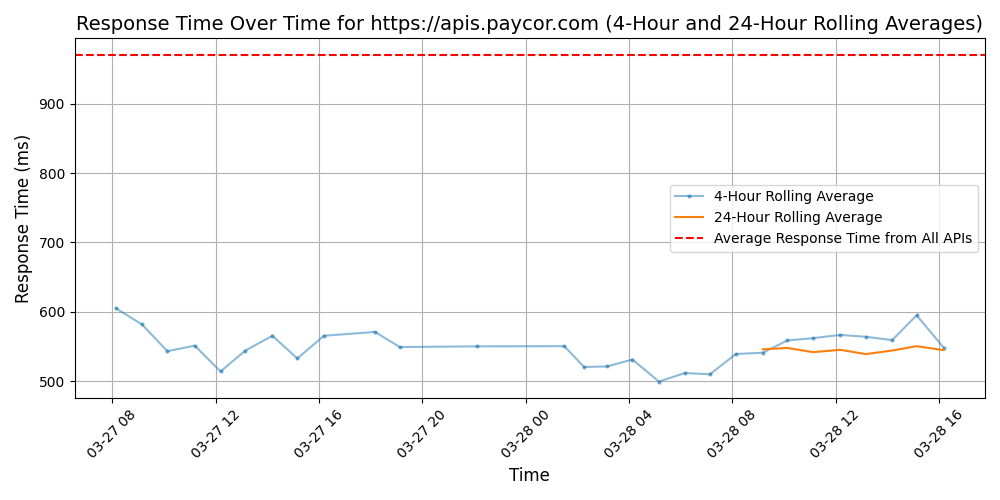 Response Time Over Time for https://apis.paycor.com (4-Hour and 24-Hour Rolling Averages)
Response Time (ms)
900
800
700
600
500
4-Hour Rolling Average
24-Hour Rolling Average
Average Response Time from All APIs
03-27 08
03-27 12
03-27 16
03-27 20
03-28 00
03-28 04
03-28 08
03-28 12
03-28 16
Time